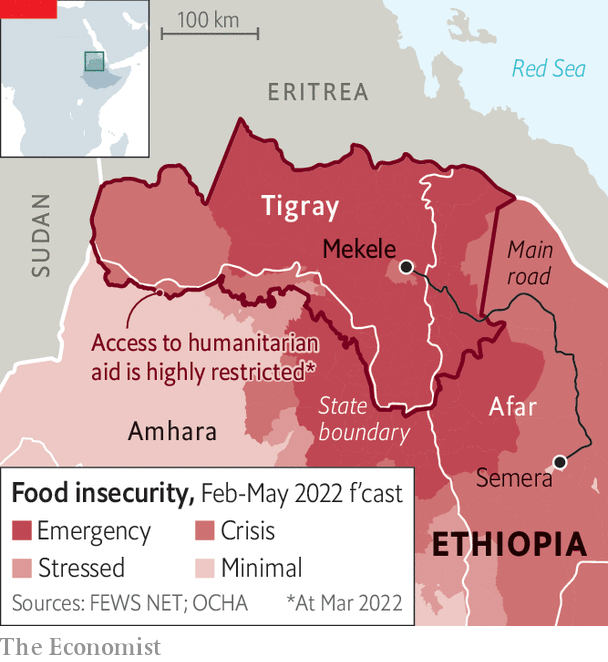 100 km
Red Sea
ERITREA
SUDAN
Tigray
Mekele
Main
road
Access to humanitarian
aid is highly restricted*
State
boundary
Afar
Amhara
Semera
ETHIOPIA
Food insecurity, Feb-May 2022 f'cast
Emergency
Crisis
Stressed
Minimal
Sources: FEWS NET; OCHA *At Mar 2022
The Economist